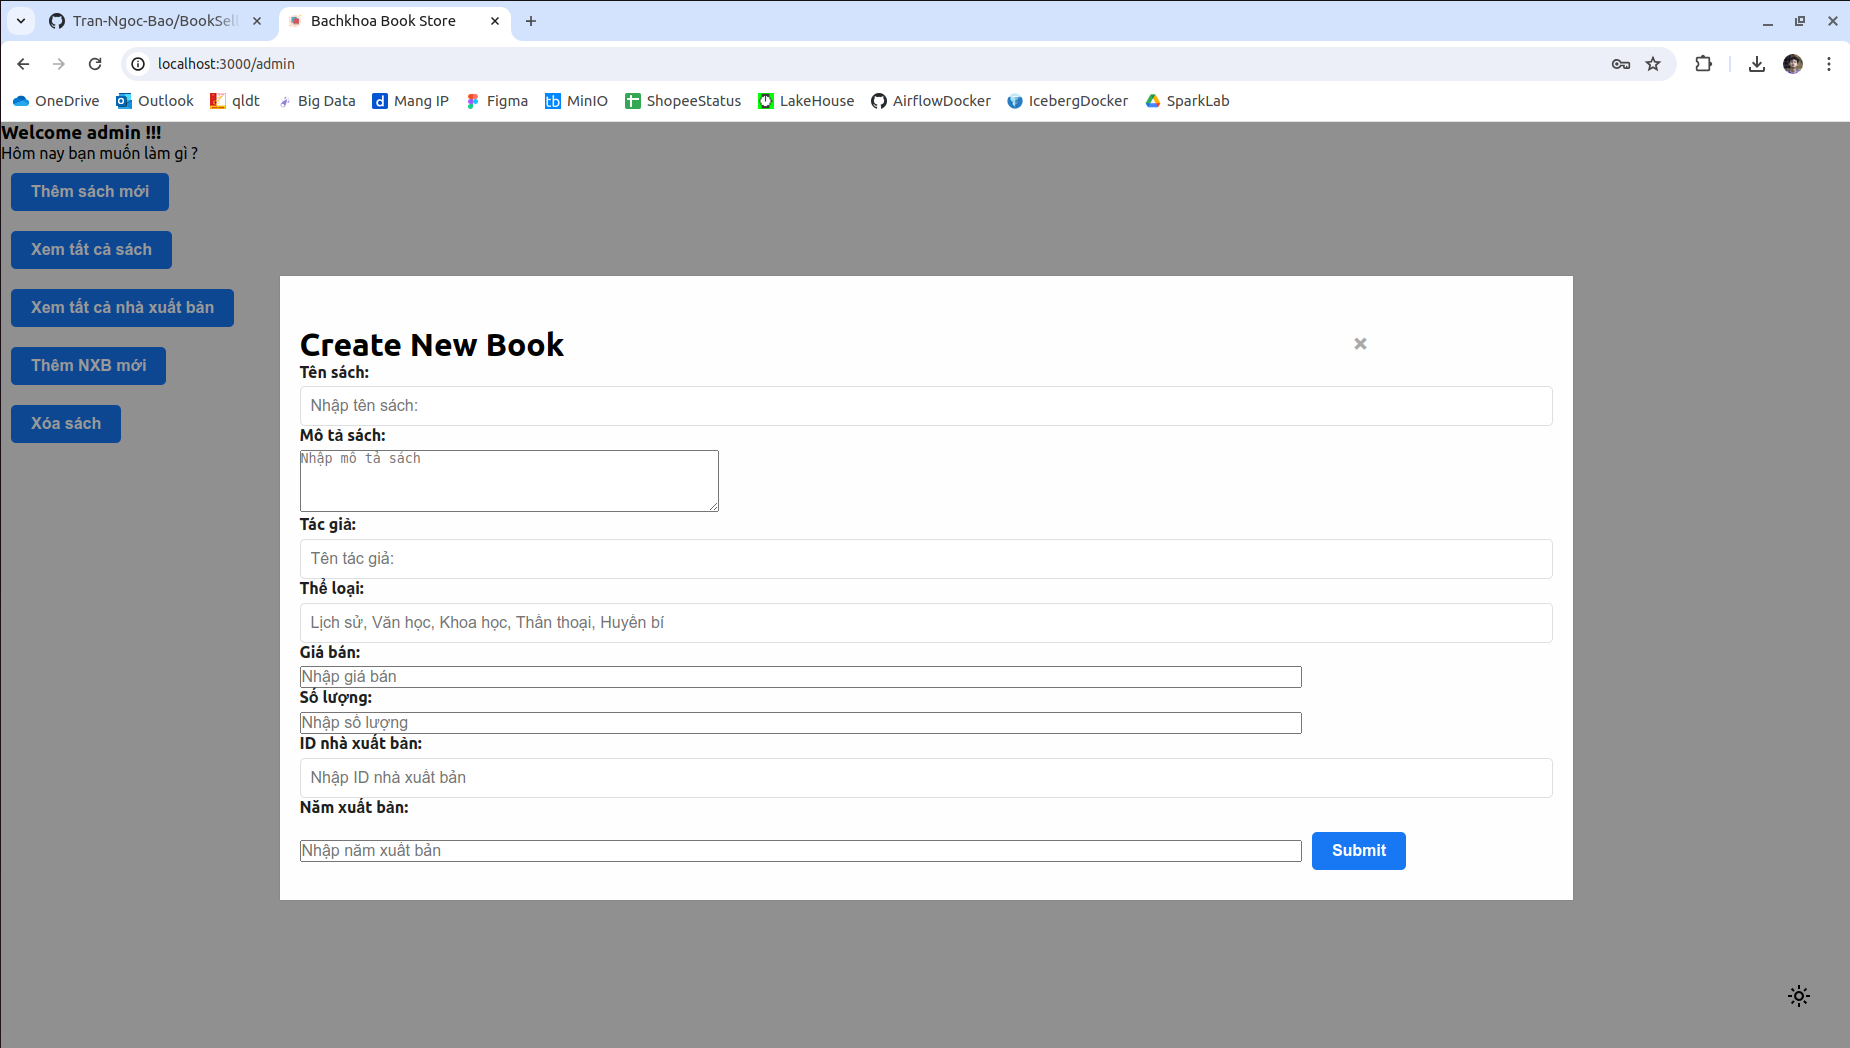 Tran-Ngoc-Bao/BookSell
Bachkhoa Book Store
localhost:3000/admin
OneDrive Outlook qldt Big Data Mang IP Figma MinIO ShopeeStatus LakeHouse AirflowDocker IcebergDocker SparkLab
Welcome admin !!!
Hôm nay bạn muốn làm gì ?
Thêm sách mới
Xem tất cả sách
Xem tất cả nhà xuất bản
Thêm NXB mới
Xóa sách
Create New Book
×
Tên sách:
Nhập tên sách:
Mô tả sách:
Nhập mô tả sách
Tác giả:
Tên tác giả:
Thể loại:
Lịch sử, Văn học, Khoa học, Thần thoại, Huyền bí
Giá bán:
Nhập giá bán
Số lượng:
Nhập số lượng
ID nhà xuất bản:
Nhập ID nhà xuất bản
Năm xuất bản:
Nhập năm xuất bản
Submit